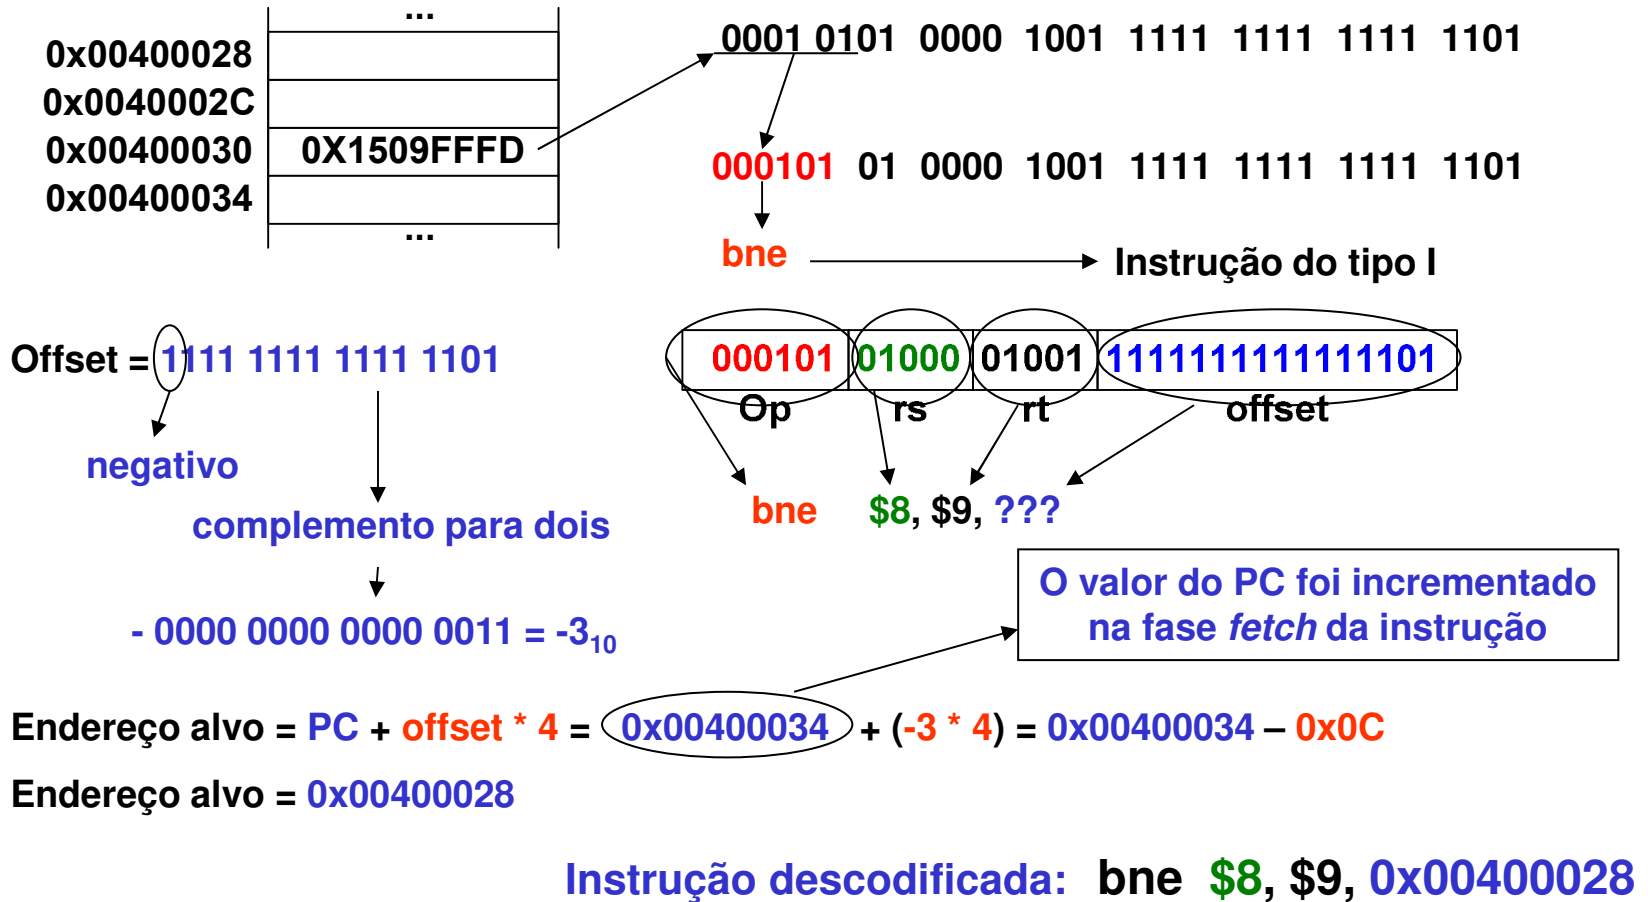 ...
0x00400028
0x0040002C
0x00400030 0X1509FFFD
0x00400034
...
0001 0101 0000 1001 1111 1111 1111 1101
000101 01 0000 1001 1111 1111 1111 1101
bne Instrução do tipo I
Offset = 1111 1111 1111 1101
negativo
complemento para dois
- 0000 0000 0000 0011 = -3₁₀
000101 01000 01001 1111111111111101
Op rs rt offset
bne $8, $9, ???
O valor do PC foi incrementado
na fase fetch da instrução
Endereço alvo = PC + offset * 4 = 0x00400034 + (-3 * 4) = 0x00400034 – 0x0C
Endereço alvo = 0x00400028
Instrução descodificada: bne $8, $9, 0x00400028